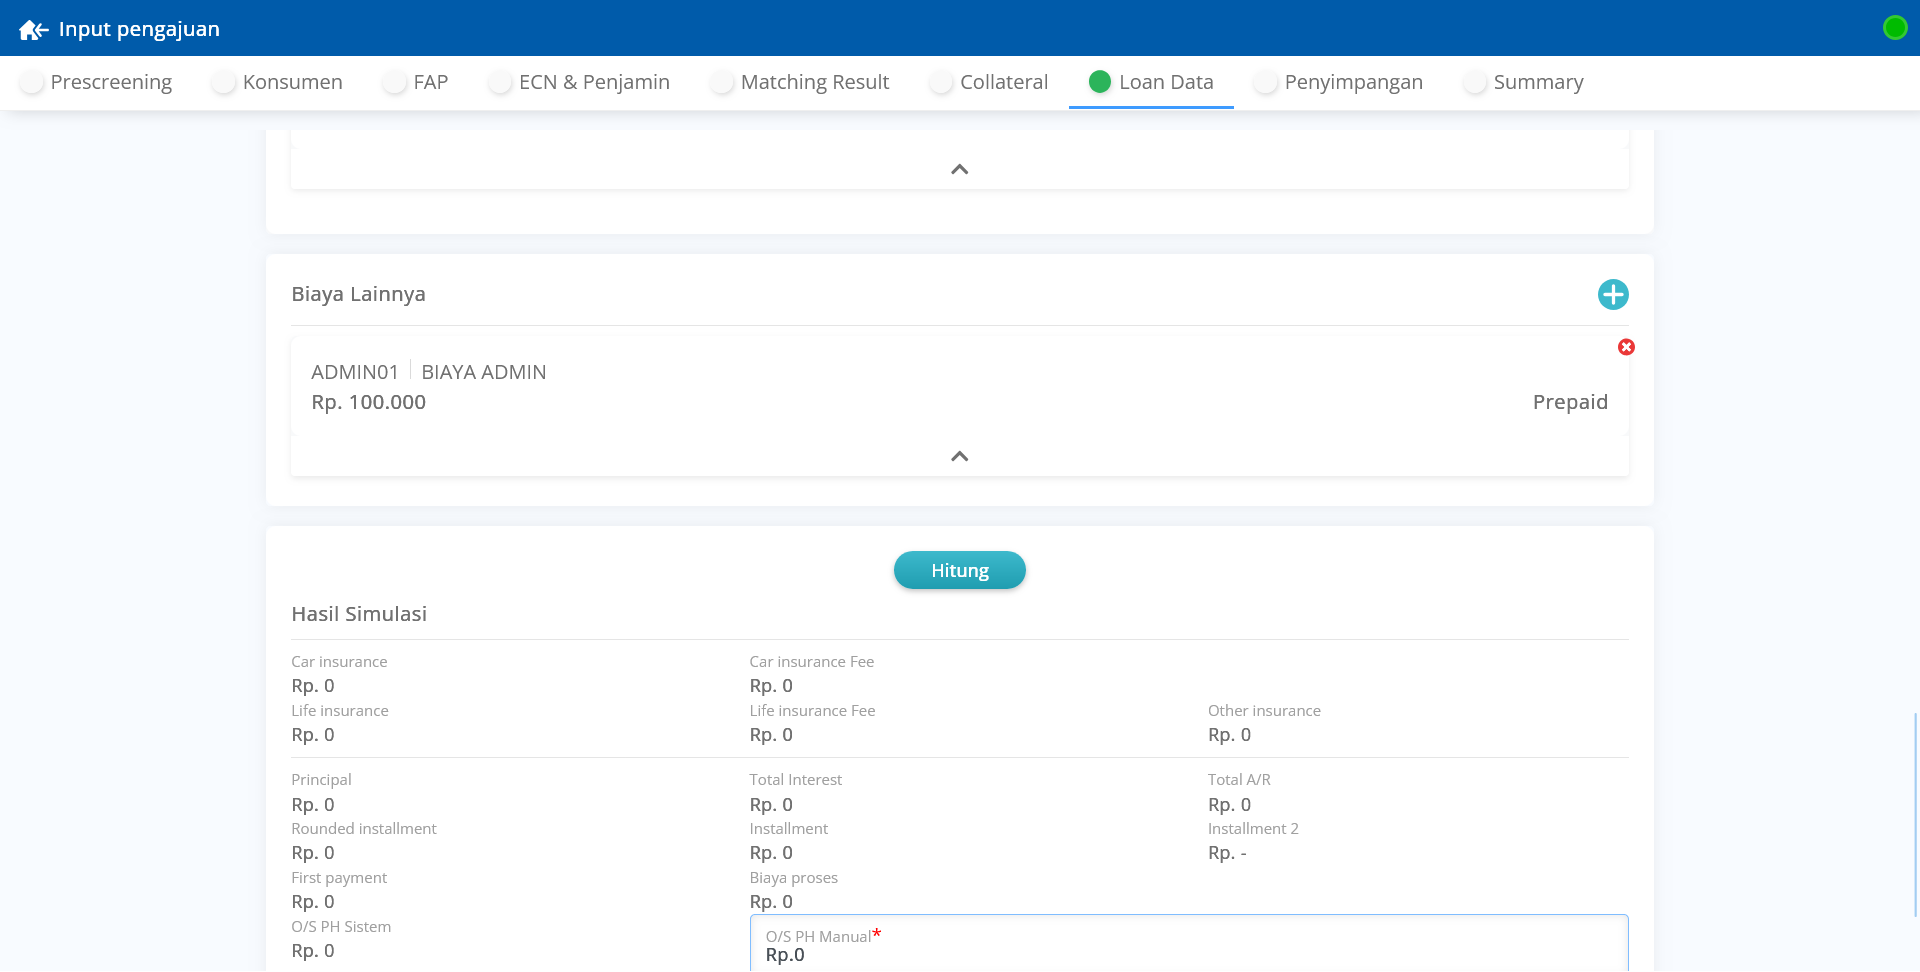 Input pengajuan
Prescreening Konsumen FAP ECN & Penjamin Matching Result Collateral Loan Data Penyimpangan Summary
Biaya Lainnya
ADMIN01 BIAYA ADMIN
Rp. 100.000 Prepaid
Hitung
Hasil Simulasi
Car insurance Car insurance Fee
Rp. 0 Rp. 0
Life insurance Life insurance Fee Other insurance
Rp. 0 Rp. 0 Rp. 0
Principal Total Interest Total A/R
Rp. 0 Rp. 0 Rp. 0
Rounded installment Installment Installment 2
Rp. 0 Rp. 0 Rp. -
First payment Biaya proses
Rp. 0 Rp. 0
O/S PH Sistem O/S PH Manual*
Rp. 0 Rp.0